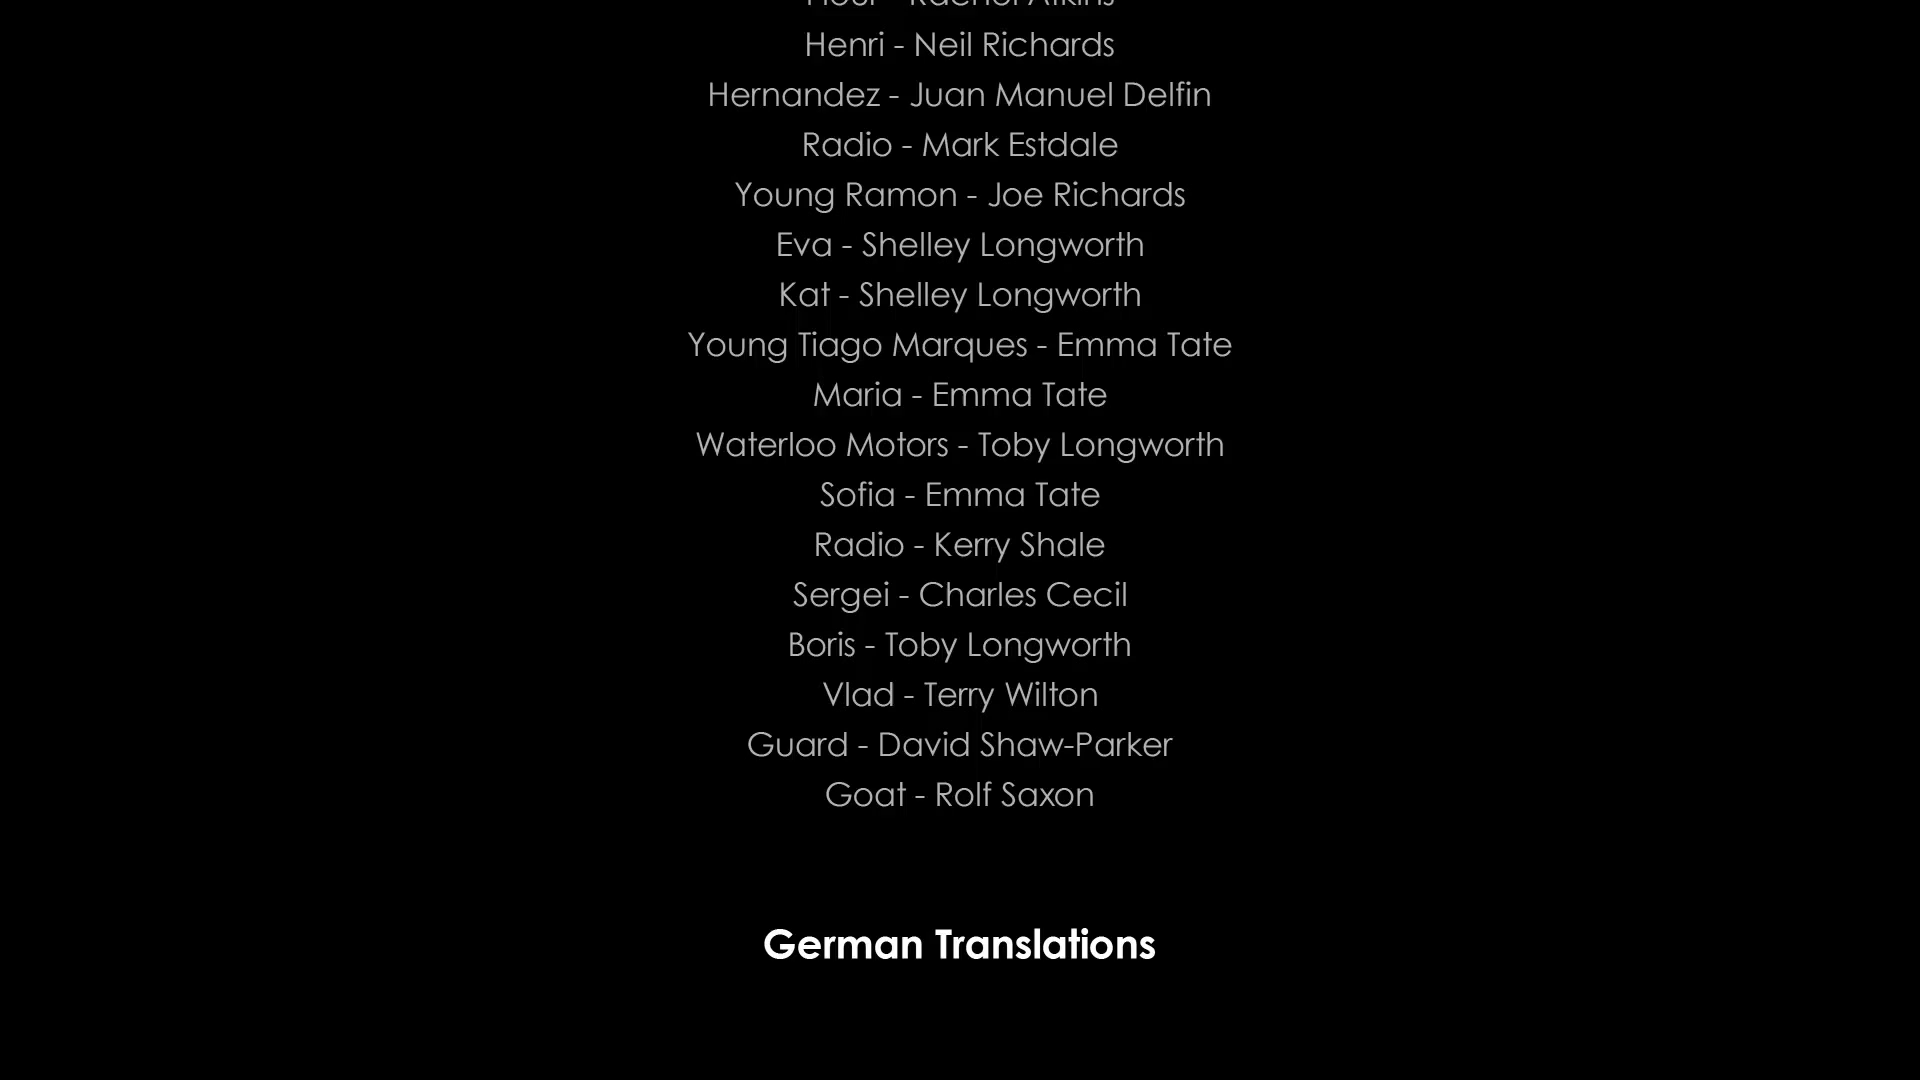 Henri - Neil Richards
Hernandez - Juan Manuel Delfin
Radio - Mark Estdale
Young Ramon - Joe Richards
Eva - Shelley Longworth
Kat - Shelley Longworth
Young Tiago Marques - Emma Tate
Maria - Emma Tate
Waterloo Motors - Toby Longworth
Sofia - Emma Tate
Radio - Kerry Shale
Sergei - Charles Cecil
Boris - Toby Longworth
Vlad - Terry Wilton
Guard - David Shaw-Parker
Goat - Rolf Saxon
German Translations